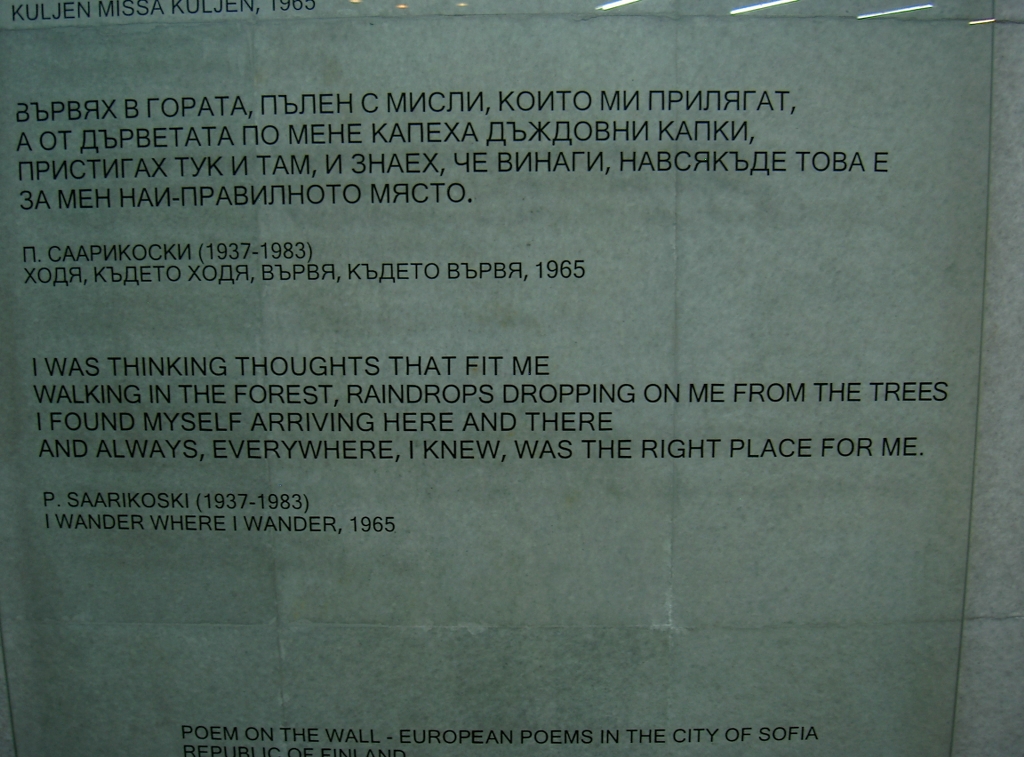 KULJEN MISSÄ KULJEN, 1965
ВЪРВЯХ В ГОРАТА, ПЪЛЕН С МИСЛИ, КОИТО МИ ПРИЛЯГАТ,
А ОТ ДЪРВЕТАТА ПО МЕНЕ КАПЕХА ДЪЖДОВНИ КАПКИ,
ПРИСТИГАХ ТУК И ТАМ, И ЗНАЕХ, ЧЕ ВИНАГИ, НАВСЯКЪДЕ ТОВА Е
ЗА МЕН НАИ-ПРАВИЛНОТО МЯСТО.
П. СААРИКОСКИ (1937-1983)
ХОДЯ, КЪДЕТО ХОДЯ, ВЪРВЯ, КЪДЕТО ВЪРВЯ, 1965
I WAS THINKING THOUGHTS THAT FIT ME
WALKING IN THE FOREST, RAINDROPS DROPPING ON ME FROM THE TREES
I FOUND MYSELF ARRIVING HERE AND THERE
AND ALWAYS, EVERYWHERE, I KNEW, WAS THE RIGHT PLACE FOR ME.
P. SAARIKOSKI (1937-1983)
I WANDER WHERE I WANDER, 1965
POEM ON THE WALL - EUROPEAN POEMS IN THE CITY OF SOFIA
REPUBLIC OF FINLAND